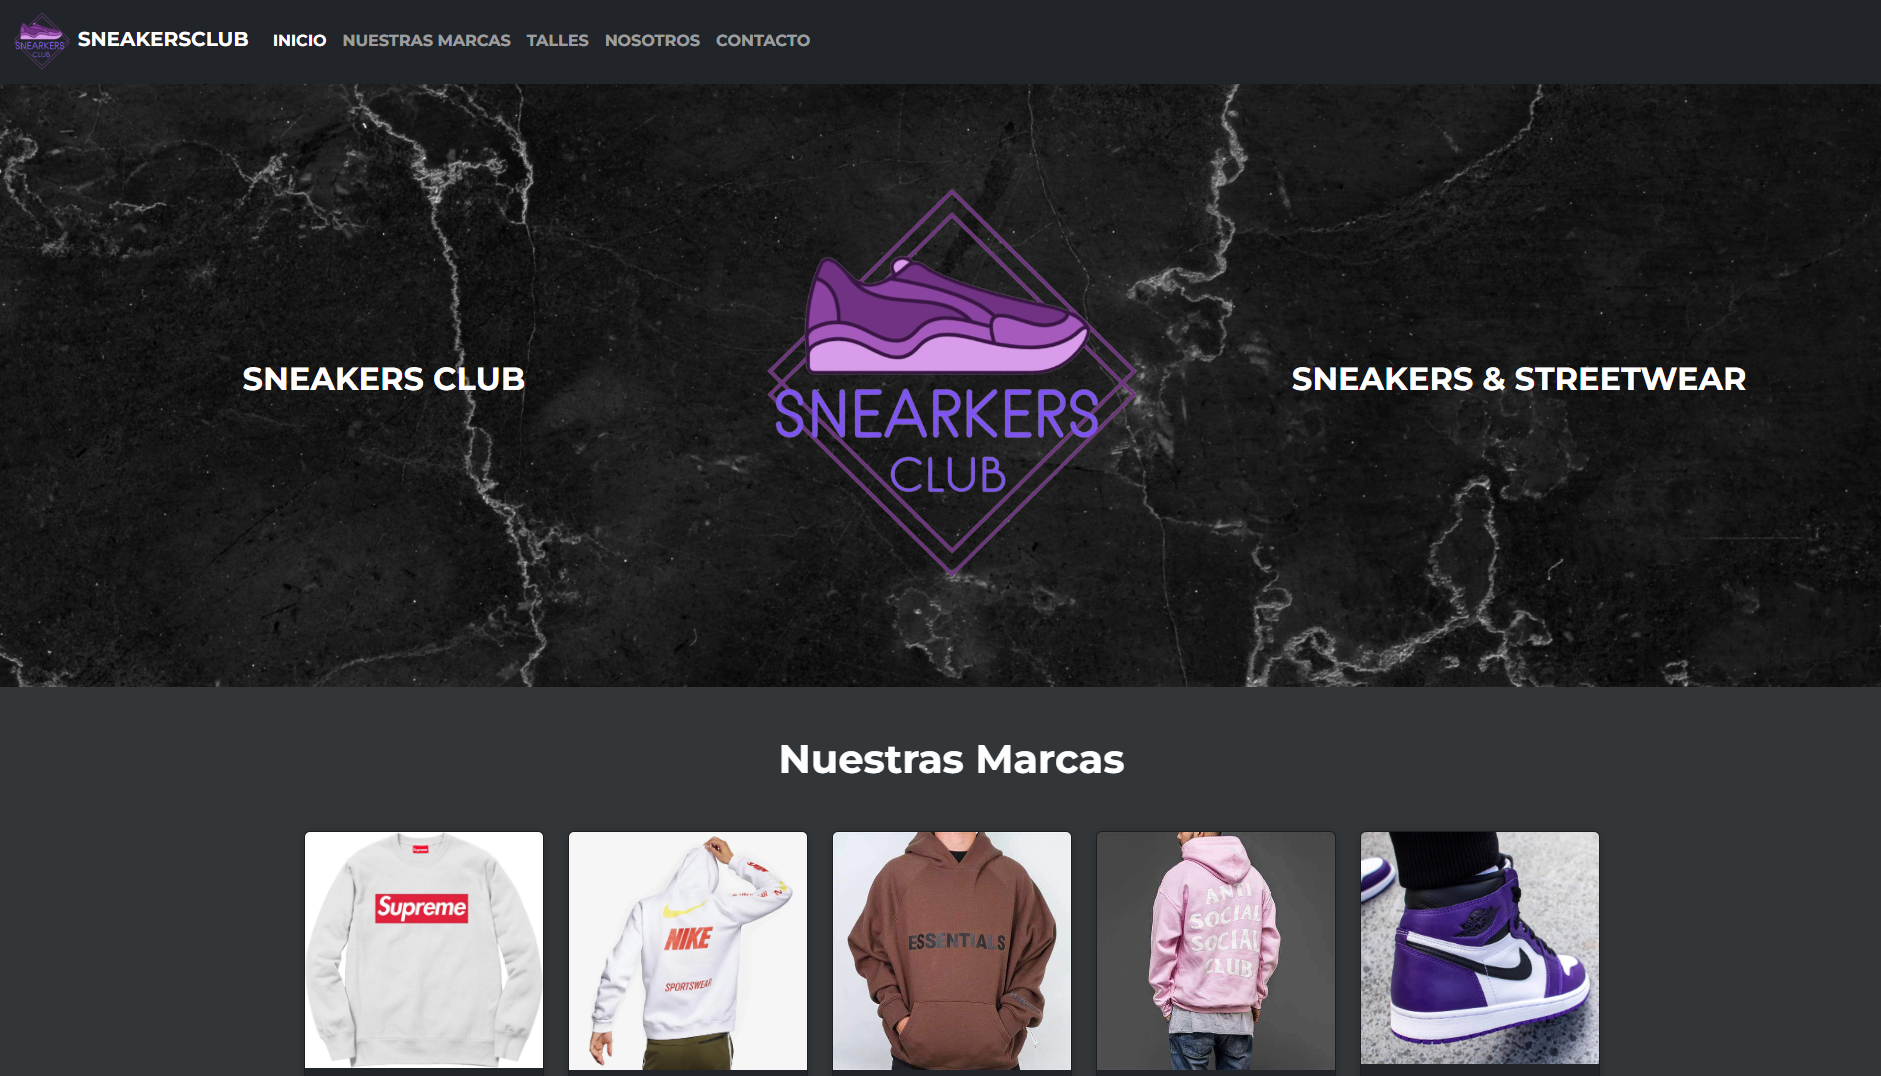 SNEARKERS
CLUB
SNEAKERSCLUB
INICIO
NUESTRAS MARCAS
TALLES
NOSOTROS
CONTACTO
SNEAKERS CLUB
SNEARKERS
CLUB
SNEAKERS & STREETWEAR
Nuestras Marcas
Supreme
Supreme
NIKE
SPORTSWEAR
ESSENTIALS
ANTI
SOCIAL
SOCIAL
CLUB